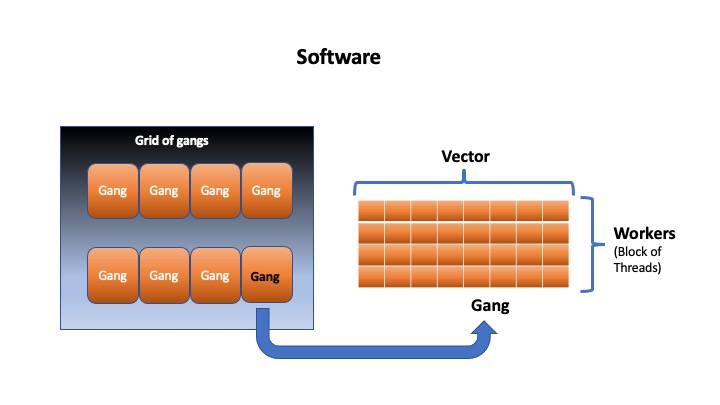 Software
Grid of gangs
Gang Gang Gang Gang
Gang Gang Gang Gang
Vector
Workers
(Block of
Threads)
Gang